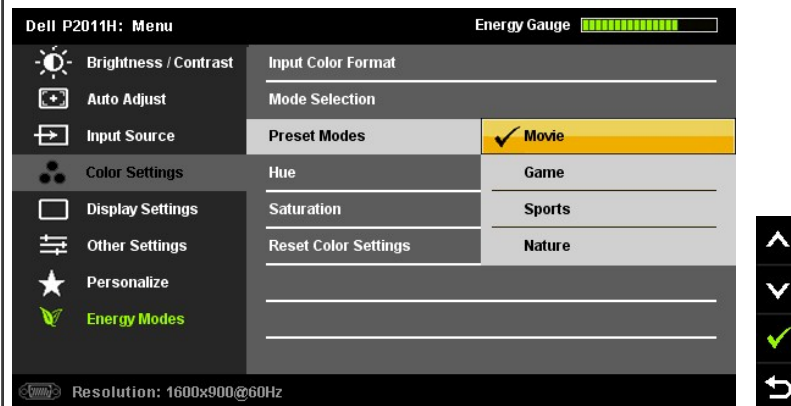 Dell P2011H: Menu
Energy Gauge
Brightness / Contrast
Auto Adjust
Input Source
Color Settings
Display Settings
Other Settings
Personalize
Energy Modes
Input Color Format
Mode Selection
Preset Modes
Hue
Saturation
Reset Color Settings
Movie
Game
Sports
Nature
Resolution: 1600x900@60Hz